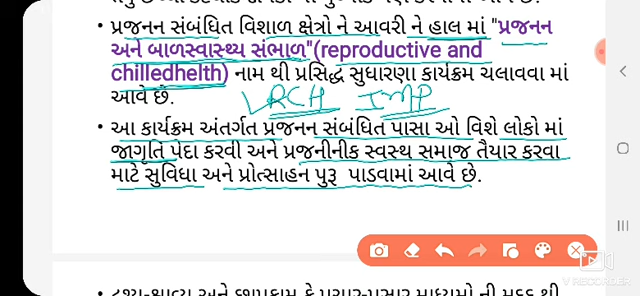 પ્રજનન સંબંધિત વિશાળ ક્ષેત્રો ને આવરી ને હાલ માં "પ્રજનન
અને બાળસ્વાસ્થ્ય સંભાળ"(reproductive and
chilledhelth) નામ થી પ્રસિદ્ધ સુધારણા કાર્યક્રમ ચલાવવા માં
આવે છે.
RCH IMP
આ કાર્યક્રમ અંતર્ગત પ્રજનન સંબંધિત પાસા ઓ વિશે લોકો માં
જાગૃતિ પેદા કરવી અને પ્રજનીનીક સ્વસ્થ સમાજ તૈયાર કરવા
માટે સુવિધા અને પ્રોત્સાહન પુરૂ પાડવામાં આવે છે.
V RECORDER